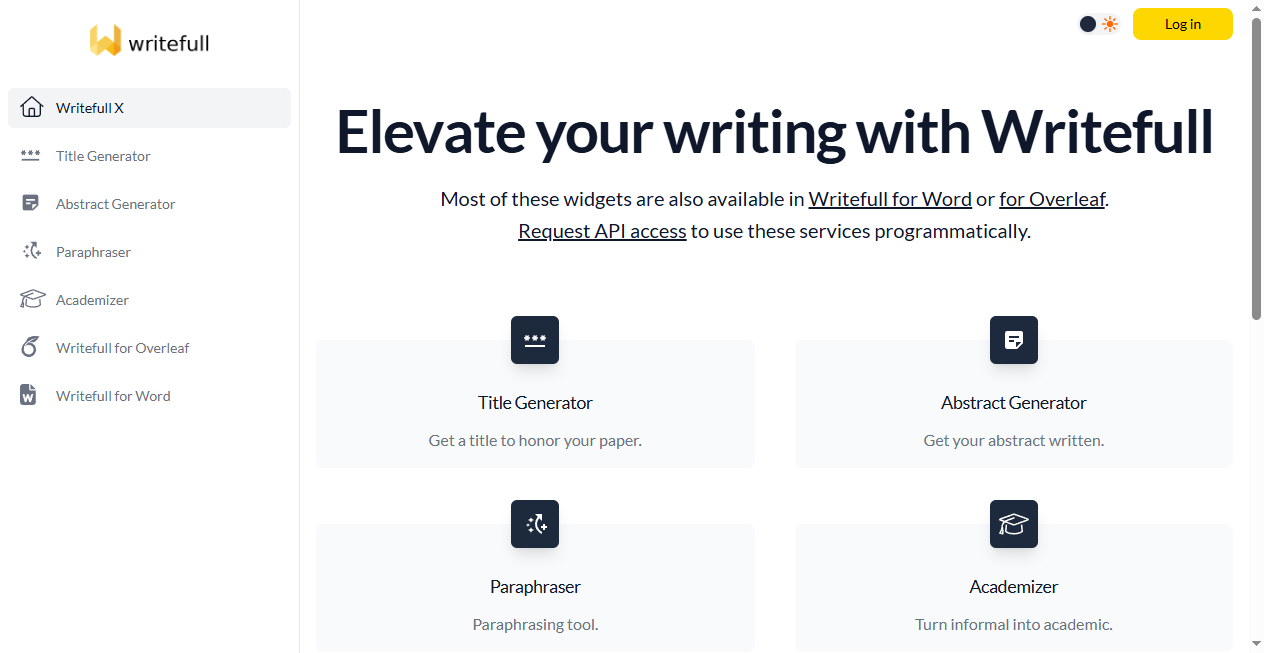 writefull
Log in
Writefull X
Title Generator
Abstract Generator
Paraphraser
Academizer
Writefull for Overleaf
Writefull for Word
Elevate your writing with Writefull
Most of these widgets are also available in Writefull for Word or for Overleaf.
Request API access to use these services programmatically.
Title Generator
Get a title to honor your paper.
Abstract Generator
Get your abstract written.
Paraphraser
Paraphrasing tool.
Academizer
Turn informal into academic.